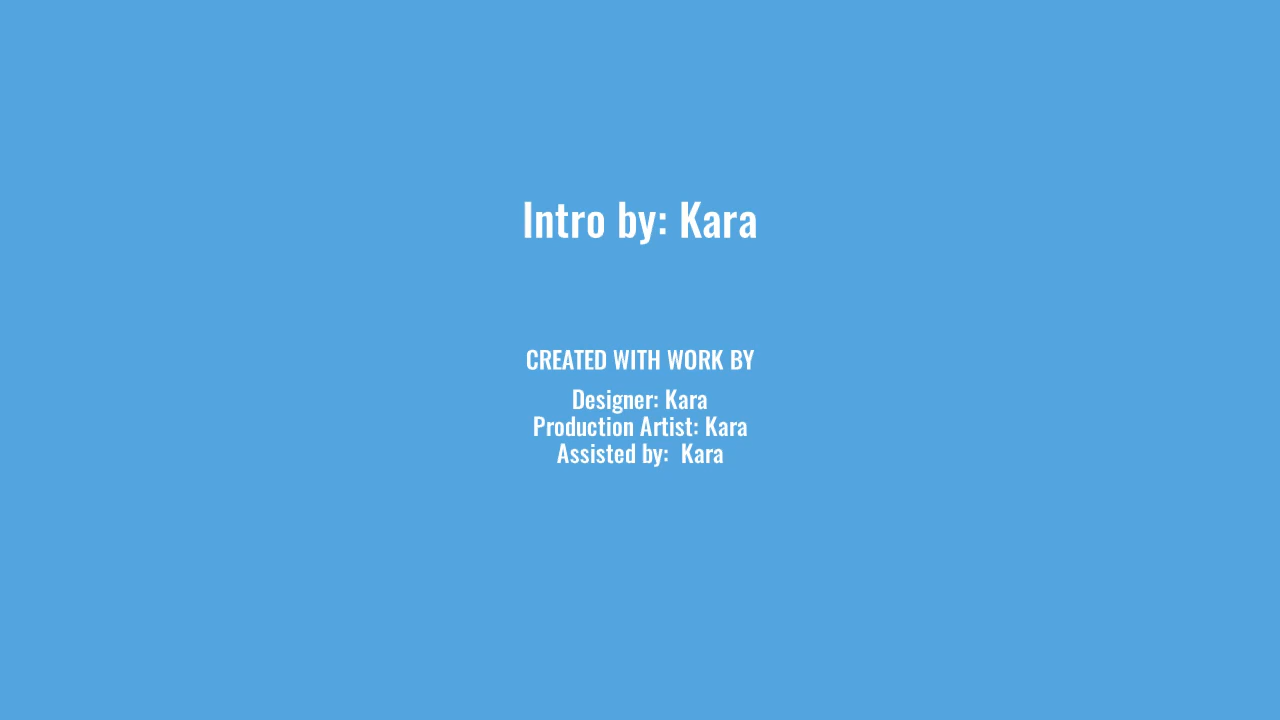 Intro by: Kara
CREATED WITH WORK BY
Designer: Kara
Production Artist: Kara
Assisted by:  Kara